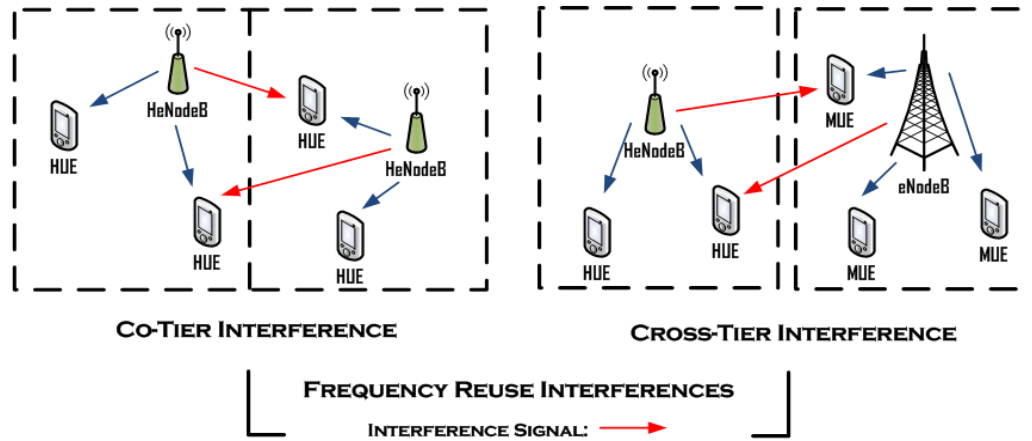 HeNodeB
HUE
HUE
HeNodeB
HUE
HUE
CO-TIER INTERFERENCE
HeNodeB
MUE
eNodeB
HUE
HUE
MUE
MUE
CROSS-TIER INTERFERENCE
FREQUENCY REUSE INTERFERENCES
INTERFERENCE SIGNAL: